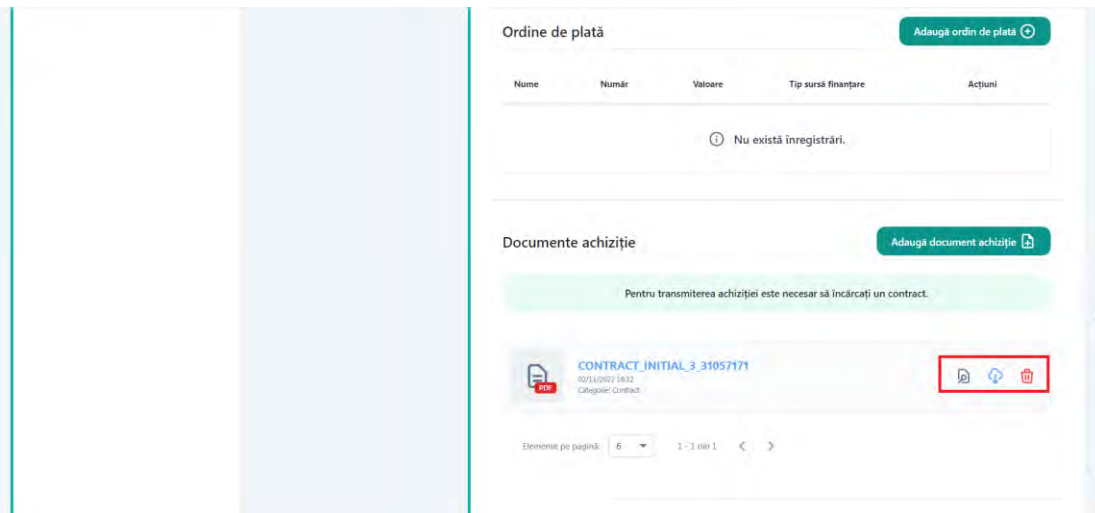 Ordine de plată
Adaugă ordin de plată
Nume Număr Valoare Tip sursă finanțare Acțiuni
Nu există înregistrări.
Documente achiziție
Adaugă document achiziție
Pentru transmiterea achiziției este necesar să încărcați un contract.
CONTRACT_INITIAL_3_31057171
02/11/2022 16:12
Categorie: Contract
PDF
Elemente pe pagină: 6 1 - 1 din 1